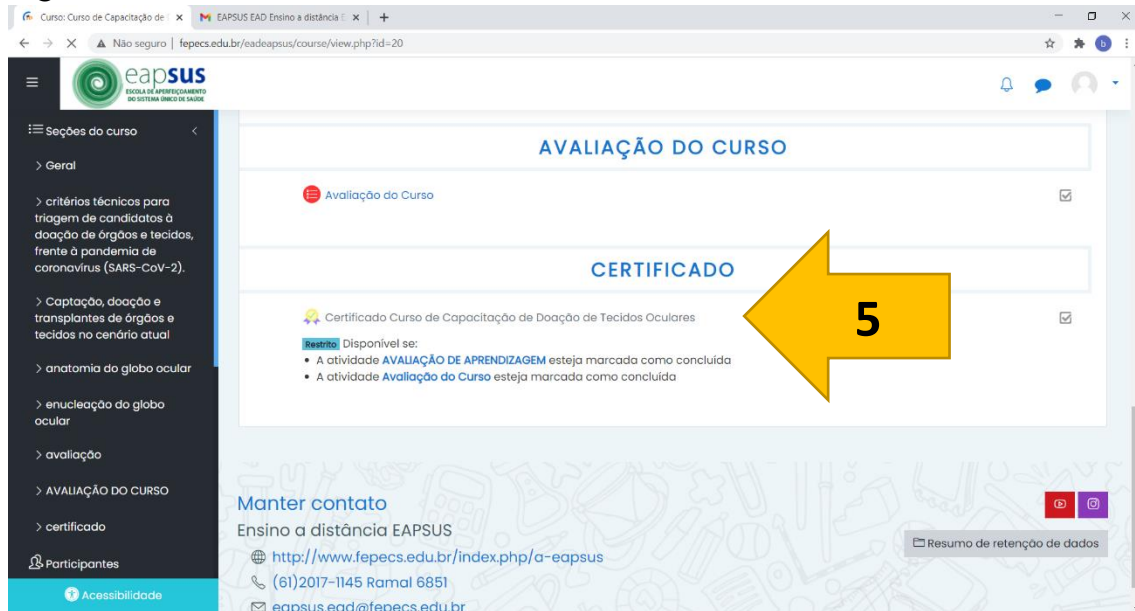 Curso: Curso de Capacitação de
EAPSUS EAD Ensino a distância
Não seguro | fepecs.edu.br/eadeapsus/course/view.php?id=20
b
eapsus
ESCOLA DE APERFEIÇOAMENTO
DO SISTEMA ÚNICO DE SAÚDE
Seções do curso
> Geral
> critérios técnicos para
triagem de candidatos à
doação de órgãos e tecidos,
frente à pandemia de
coronavírus (SARS-CoV-2).
> Captação, doação e
transplantes de órgãos e
tecidos no cenário atual
> anatomia do globo ocular
> enucleação do globo
ocular
> avaliação
> AVALIAÇÃO DO CURSO
> certificado
Participantes
Acessibilidade
AVALIAÇÃO DO CURSO
Avaliação do Curso
CERTIFICADO
Certificado Curso de Capacitação de Doação de Tecidos Oculares
Restrito Disponível se:
• A atividade AVALIAÇÃO DE APRENDIZAGEM esteja marcada como concluída
• A atividade Avaliação do Curso esteja marcada como concluída
5
Manter contato
Ensino a distância EAPSUS
http://www.fepecs.edu.br/index.php/a-eapsus
(61)2017-1145 Ramal 6851
eapsus.ead@fepecs.edu.br
Resumo de retenção de dados